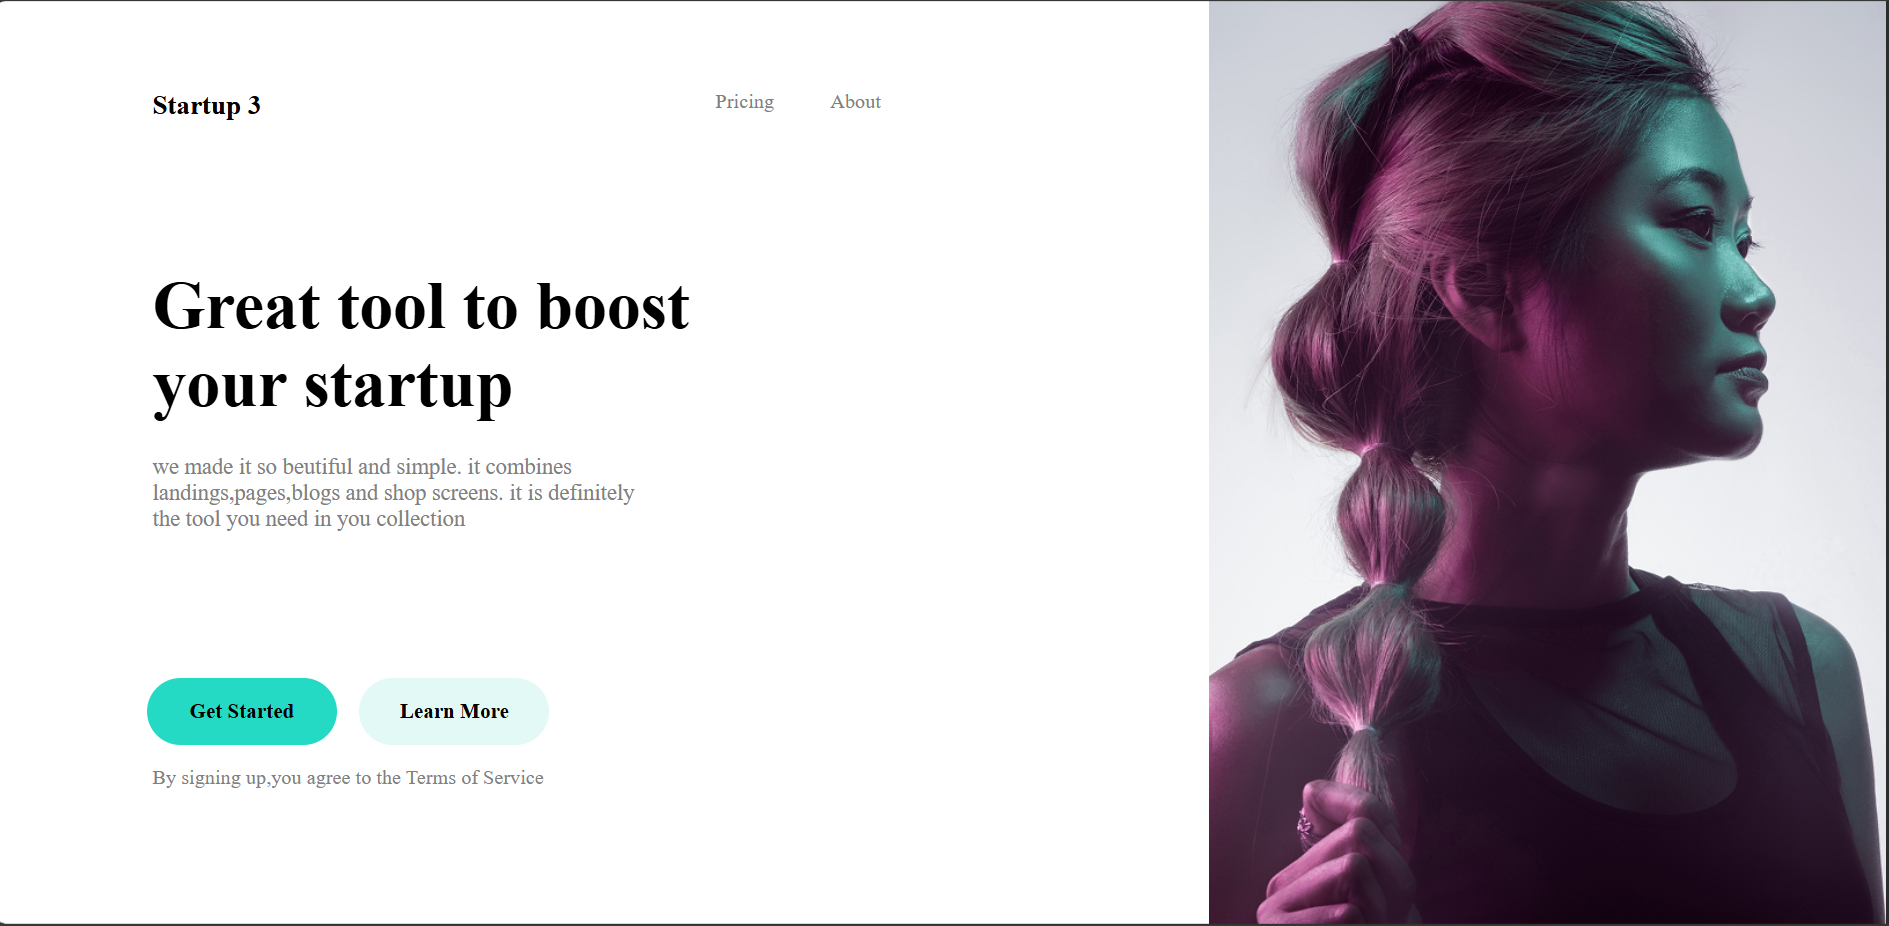 Startup 3
Pricing
About
Great tool to boost
your startup
we made it so beutiful and simple. it combines
landings,pages,blogs and shop screens. it is definitely
the tool you need in you collection
Get Started
Learn More
By signing up,you agree to the Terms of Service